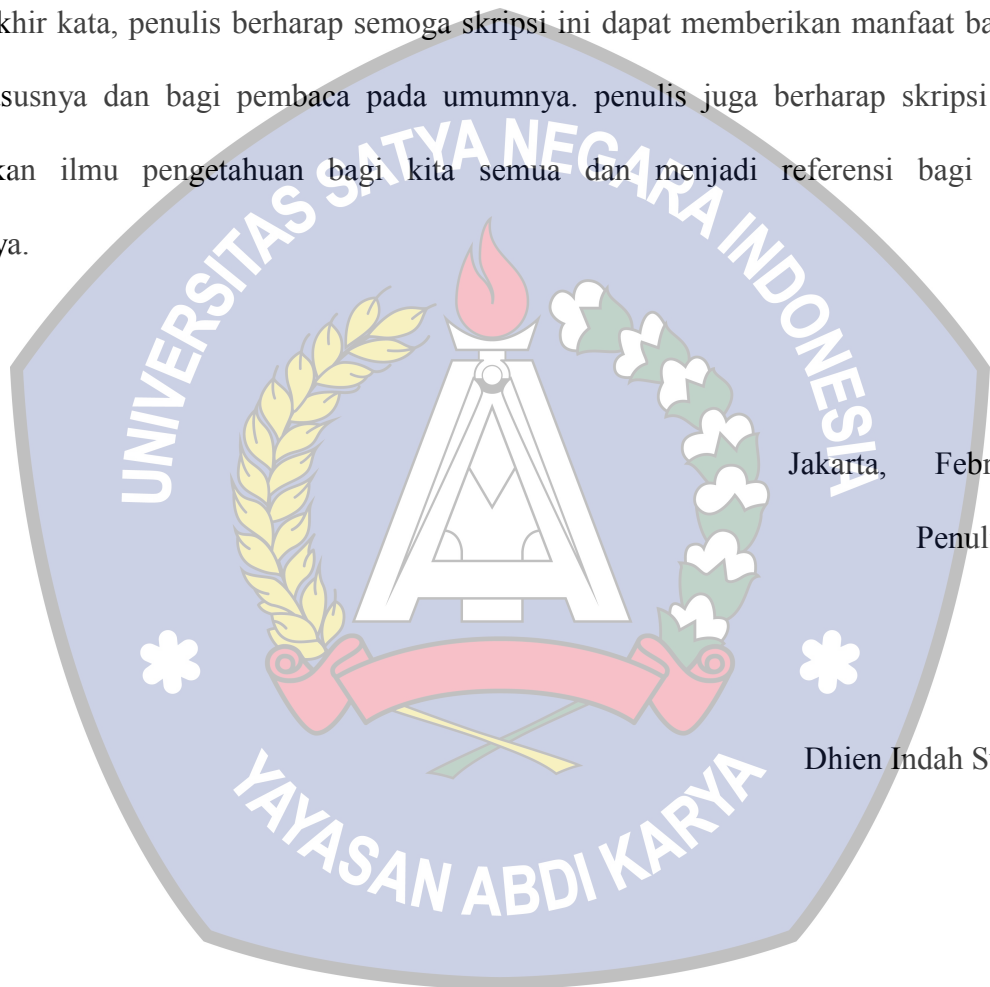 khir kata, penulis berharap semoga skripsi ini dapat memberikan manfaat ba
ususnya dan bagi pembaca pada umumnya. penulis juga berharap skripsi
kan ilmu pengetahuan bagi kita semua dan menjadi referensi bagi
ya.
UNIVERSITAS SATYA NEGARA INDONESIA
Jakarta, Febr
Penul
Dhien Indah S
YAYASAN ABDI KARYA